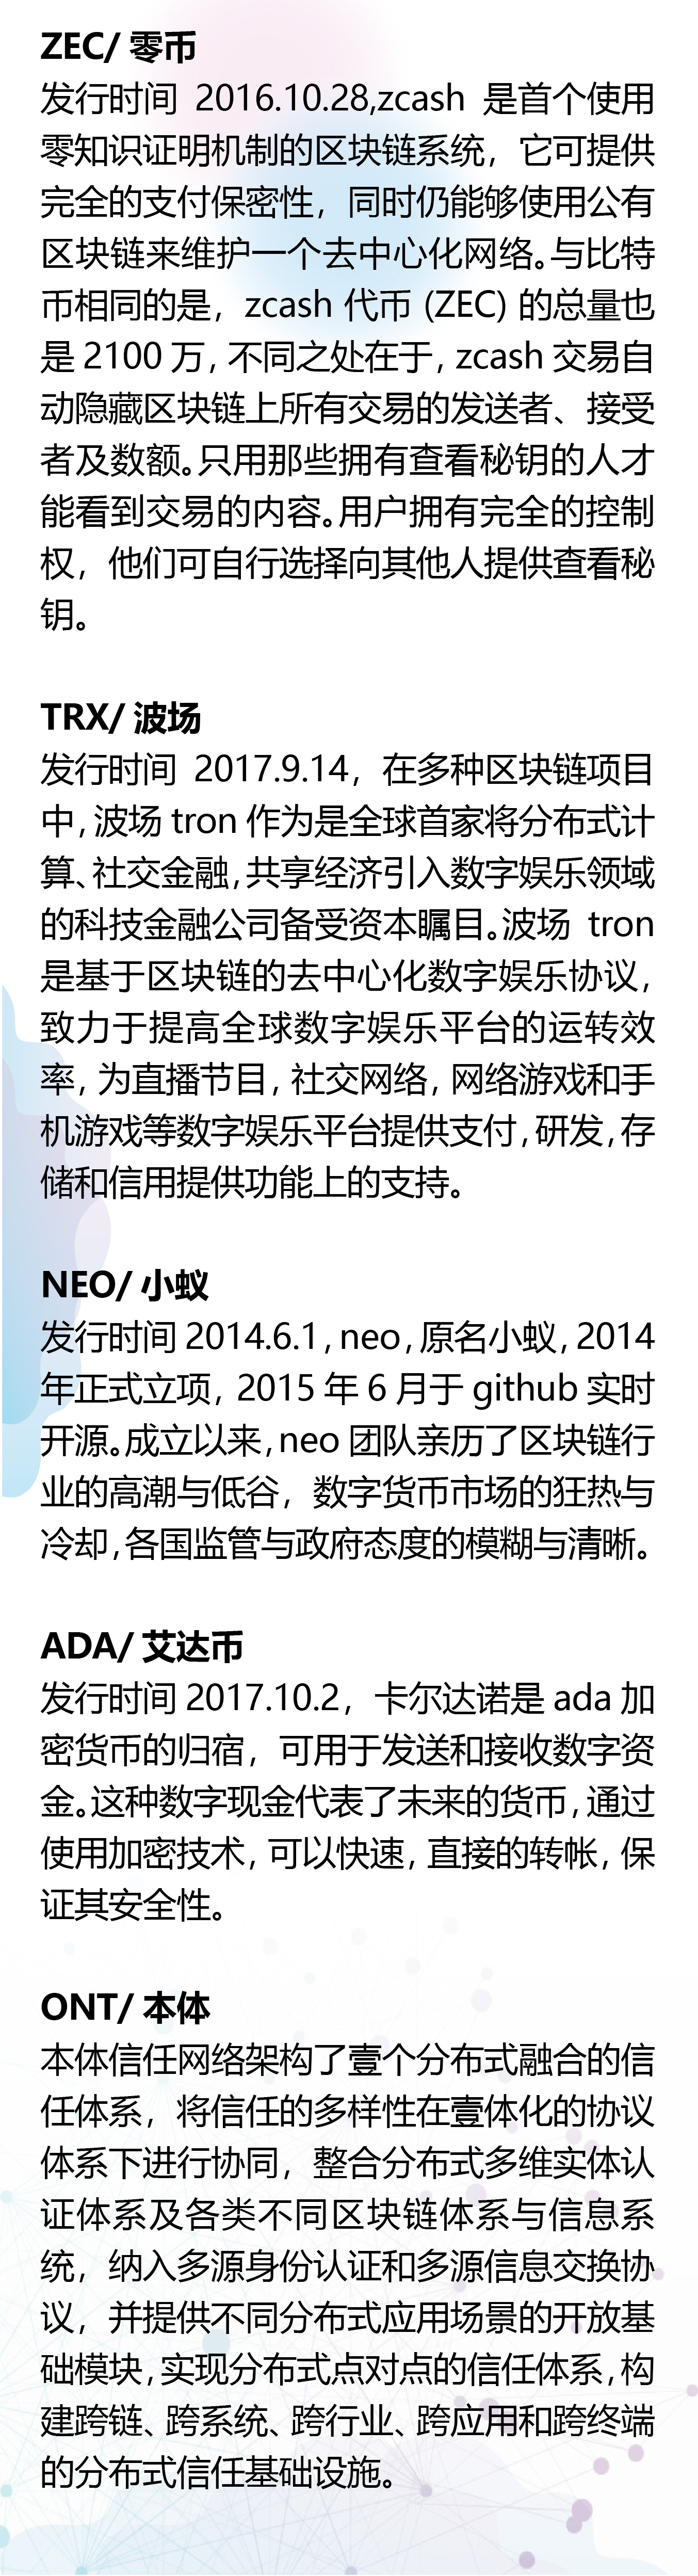 ZEC/ 零币
发行时间 2016.10.28,zcash 是首个使用
零知识证明机制的区块链系统，它可提供
完全的支付保密性，同时仍能够使用公有
区块链来维护一个去中心化网络。与比特
币相同的是，zcash 代币 (ZEC) 的总量也
是 2100 万，不同之处在于，zcash 交易自
动隐藏区块链上所有交易的发送者、接受
者及数额。只用那些拥有查看秘钥的人才
能看到交易的内容。用户拥有完全的控制
权，他们可自行选择向其他人提供查看秘
钥。
TRX/ 波场
发行时间 2017.9.14，在多种区块链项目
中，波场 tron 作为是全球首家将分布式计
算、社交金融，共享经济引入数字娱乐领域
的科技金融公司备受资本瞩目。波场 tron
是基于区块链的去中心化数字娱乐协议，
致力于提高全球数字娱乐平台的运转效
率，为直播节目，社交网络，网络游戏和手
机游戏等数字娱乐平台提供支付，研发，存
储和信用提供功能上的支持。
NEO/ 小蚁
发行时间 2014.6.1，neo，原名小蚁，2014
年正式立项，2015 年 6 月于 github 实时
开源。成立以来，neo 团队亲历了区块链行
业的高潮与低谷，数字货币市场的狂热与
冷却，各国监管与政府态度的模糊与清晰。
ADA/ 艾达币
发行时间 2017.10.2，卡尔达诺是 ada 加
密货币的归宿，可用于发送和接收数字资
金。这种数字现金代表了未来的货币，通过
使用加密技术，可以快速，直接的转帐，保
证其安全性。
ONT/ 本体
本体信任网络架构了壹个分布式融合的信
任体系，将信任的多样性在壹体化的协议
体系下进行协同，整合分布式多维实体认
证体系及各类不同区块链体系与信息系
统，纳入多源身份认证和多源信息交换协
议，并提供不同分布式应用场景的开放基
础模块，实现分布式点对点的信任体系，构
建跨链、跨系统、跨行业、跨应用和跨终端
的分布式信任基础设施。